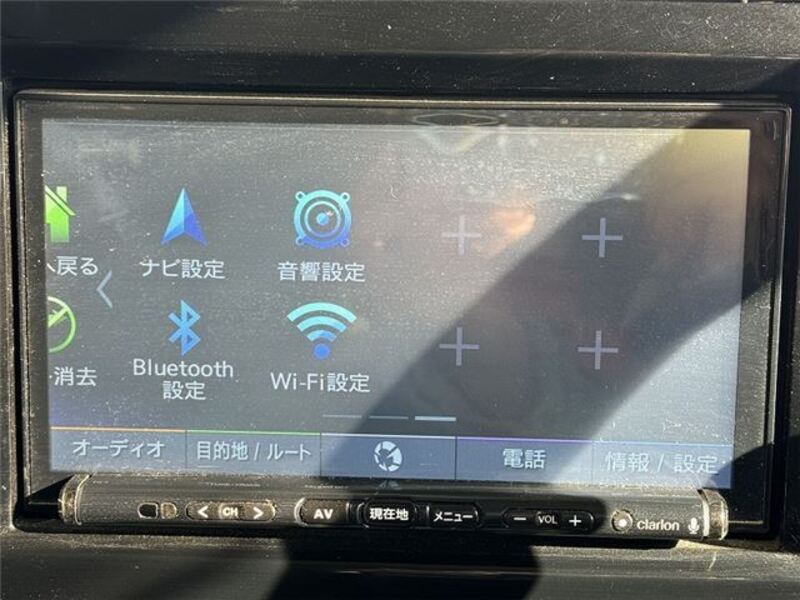 へ戻る
ナビ設定
音響設定
消去
Bluetooth
設定
Wi-Fi設定
オーディオ
目的地 / ルート
電話
情報 / 設定
CH
AV
現在地
メニュー
− VOL +
clarion